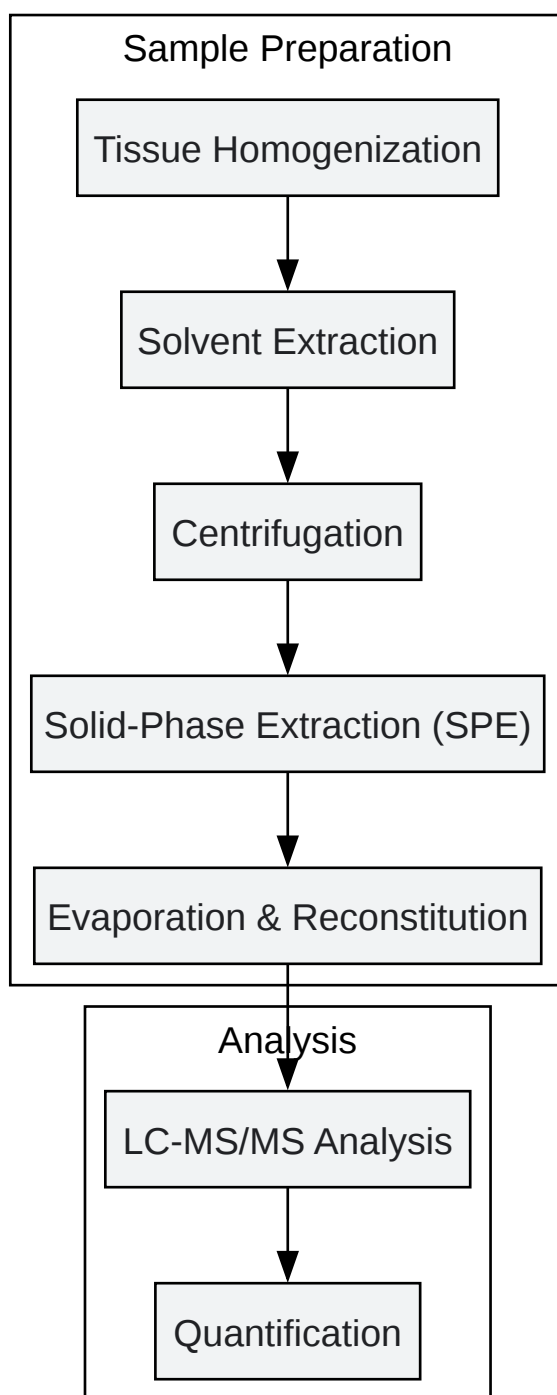 Sample Preparation
Tissue Homogenization
Solvent Extraction
Centrifugation
Solid-Phase Extraction (SPE)
Evaporation & Reconstitution
Analysis
LC-MS/MS Analysis
Quantification